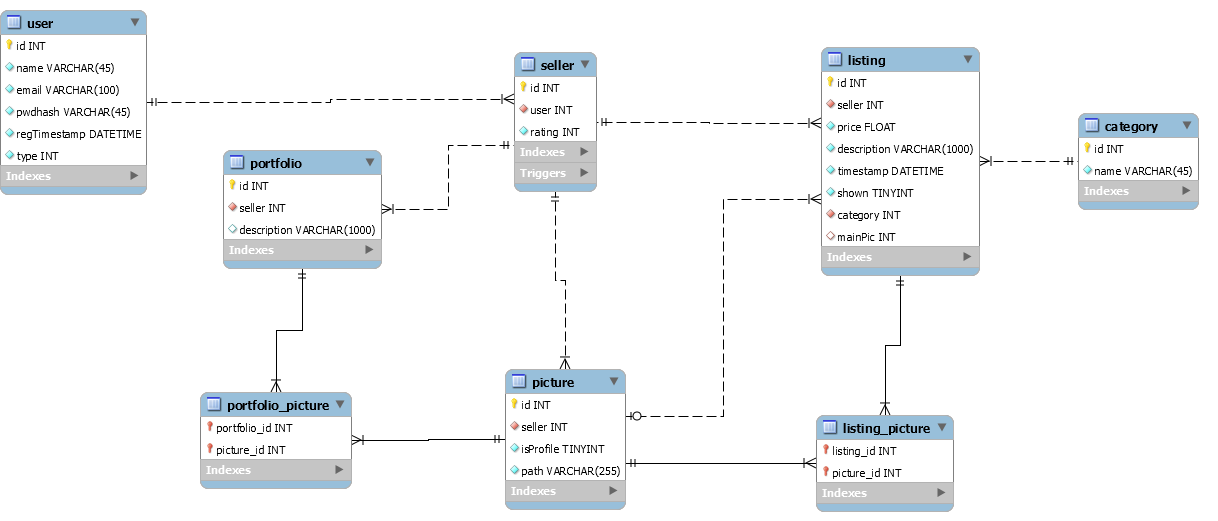 user
id INT
name VARCHAR(45)
email VARCHAR(100)
pwdhash VARCHAR(45)
regTimestamp DATETIME
type INT
Indexes
portfolio
id INT
seller INT
description VARCHAR(1000)
Indexes
seller
id INT
user INT
rating INT
Indexes
Triggers
listing
id INT
seller INT
price FLOAT
description VARCHAR(1000)
timestamp DATETIME
shown TINYINT
category INT
mainPic INT
Indexes
category
id INT
name VARCHAR(45)
Indexes
portfolio_picture
portfolio_id INT
picture_id INT
Indexes
picture
id INT
seller INT
isProfile TINYINT
path VARCHAR(255)
Indexes
listing_picture
listing_id INT
picture_id INT
Indexes